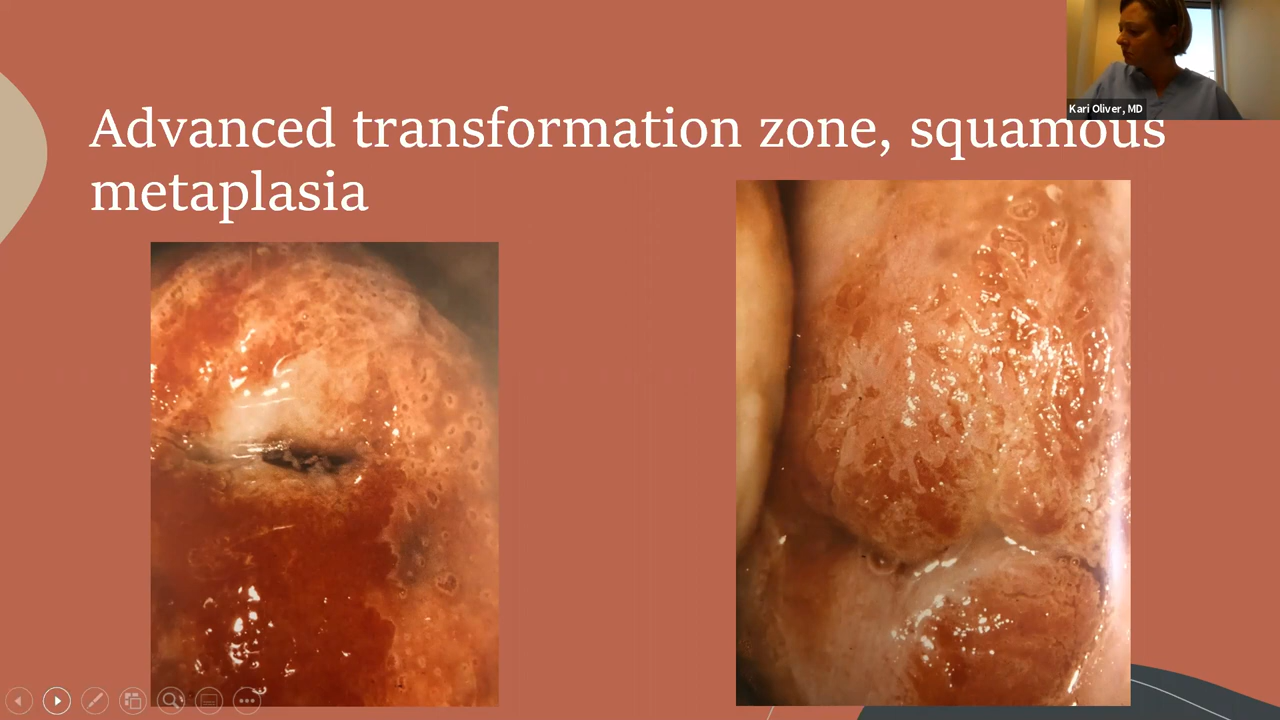 Kari Oliver, MD
Advanced transformation zone, squamous
metaplasia